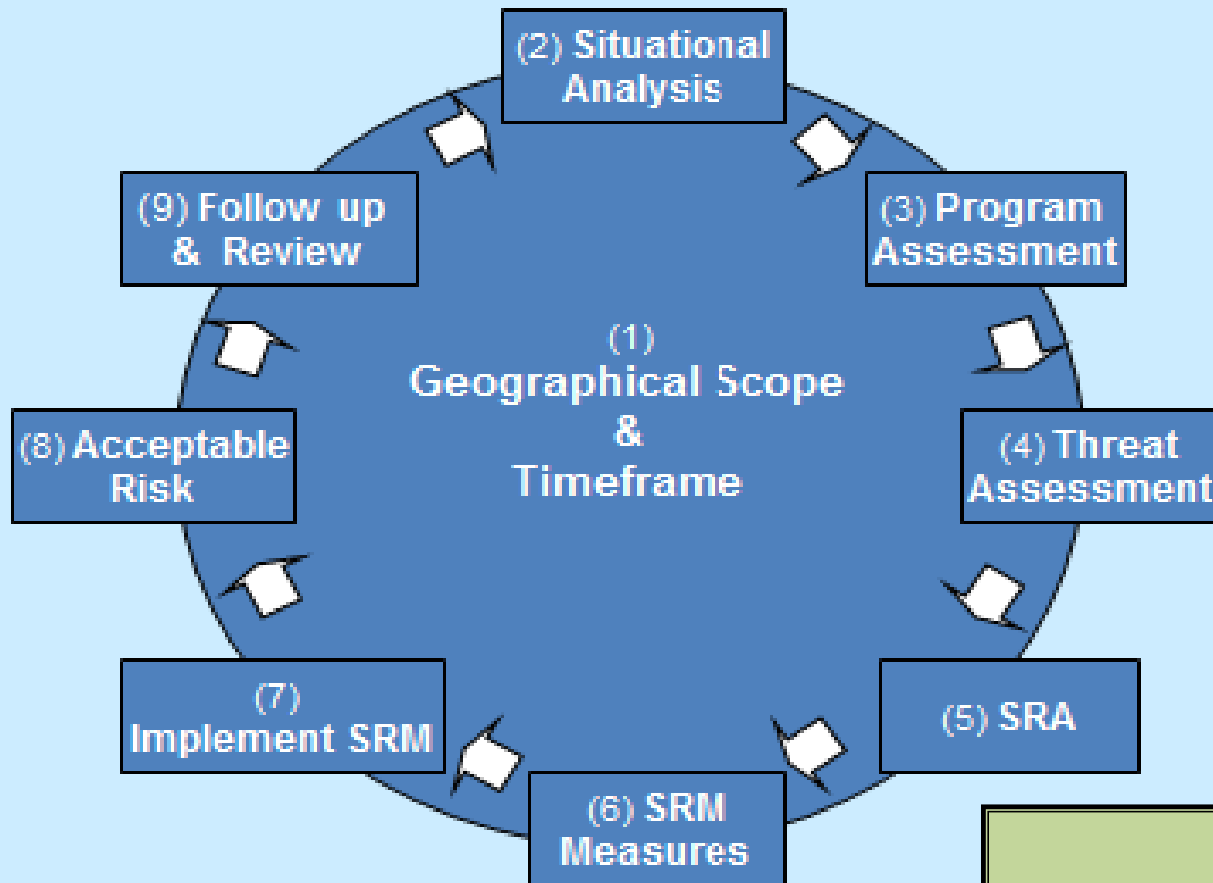 (2) Situational
Analysis
(9) Follow up
& Review
(3) Program
Assessment
(1)
Geographical Scope
&
Timeframe
(8) Acceptable
Risk
(4) Threat
Assessment
(7)
Implement SRM
(5) SRA
(6) SRM
Measures